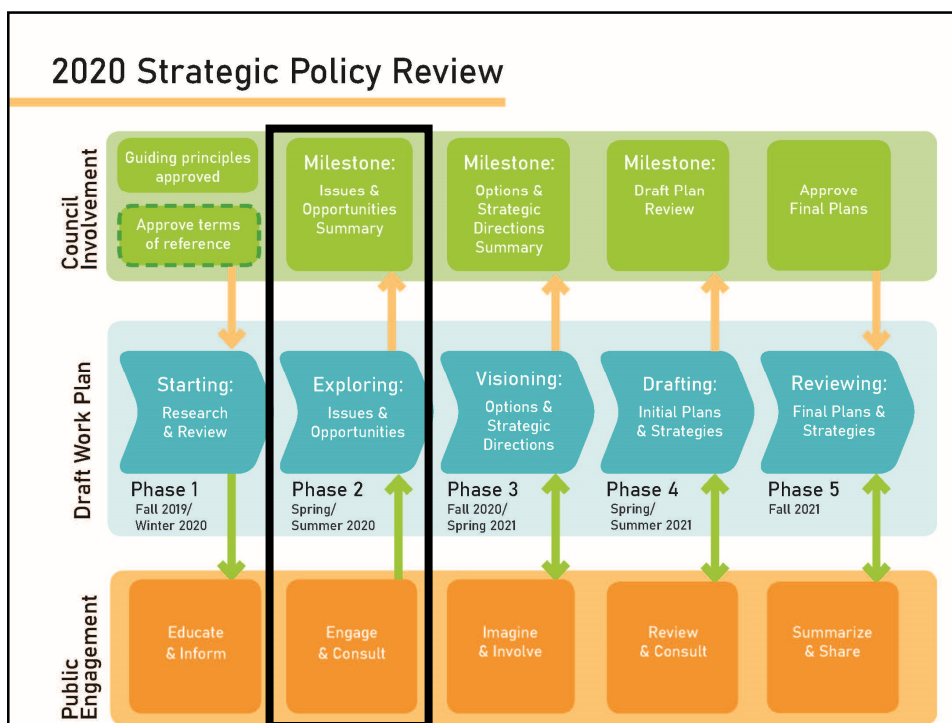 2020 Strategic Policy Review
Council
Involvement
Guiding principles
approved
Approve terms
of reference
Milestone:
Issues &
Opportunities
Summary
Milestone:
Options &
Strategic
Directions
Summary
Milestone:
Draft Plan
Review
Approve
Final Plans
Draft Work Plan
Starting:
Research
& Review
Exploring:
Issues &
Opportunities
Visioning:
Options &
Strategic
Directions
Drafting:
Initial Plans
& Strategies
Reviewing:
Final Plans &
Strategies
Phase 1
Fall 2019/
Winter 2020
Phase 2
Spring/
Summer 2020
Phase 3
Fall 2020/
Spring 2021
Phase 4
Spring/
Summer 2021
Phase 5
Fall 2021
Public
Engagement
Educate
& Inform
Engage
& Consult
Imagine
& Involve
Review
& Consult
Summarize
& Share